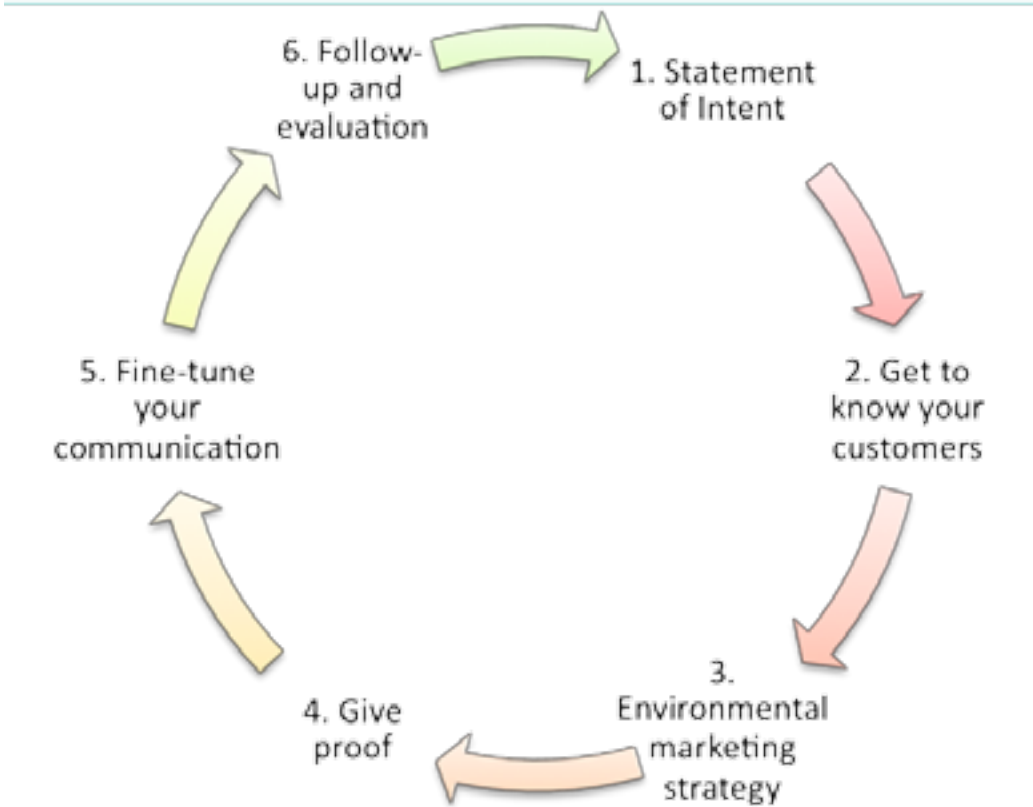 1. Statement
of Intent
2. Get to
know your
customers
3.
Environmental
marketing
strategy
4. Give
proof
5. Fine-tune
your
communication
6. Follow-
up and
evaluation